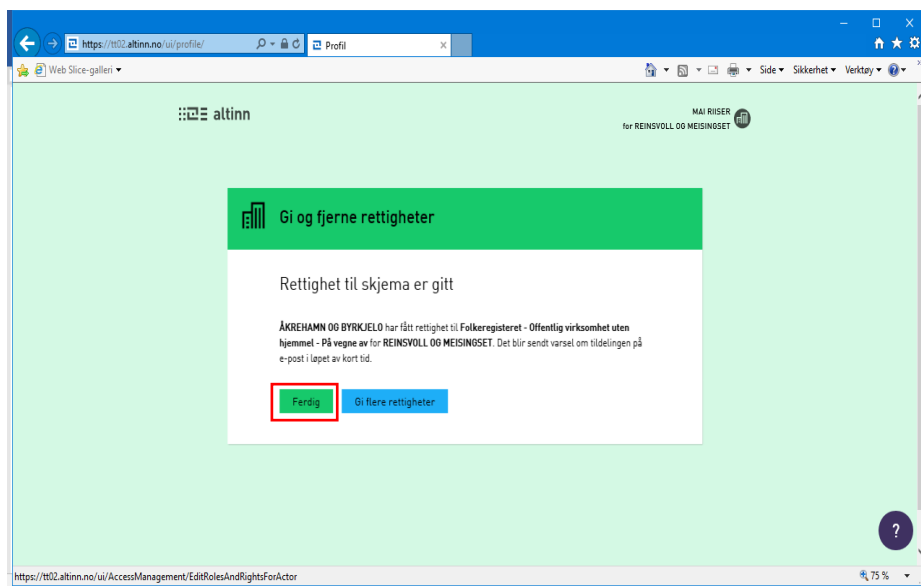 https://tt02.altinn.no/ui/profile/
Profil
Web Slice-galleri
Side
Sikkerhet
Verktøy
altinn
MAI RIISER
for REINSVOLL OG MEISINGSET
Gi og fjerne rettigheter
Rettighet til skjema er gitt
ÅKREHAMN OG BYRKJELO har fått rettighet til Folkeregisteret - Offentlig virksomhet uten
hjemmel - På vegne av for REINSVOLL OG MEISINGSET. Det blir sendt varsel om tildelingen på
e-post i løpet av kort tid.
Ferdig
Gi flere rettigheter
?
https://tt02.altinn.no/ui/AccessManagement/EditRolesAndRightsForActor
75 %